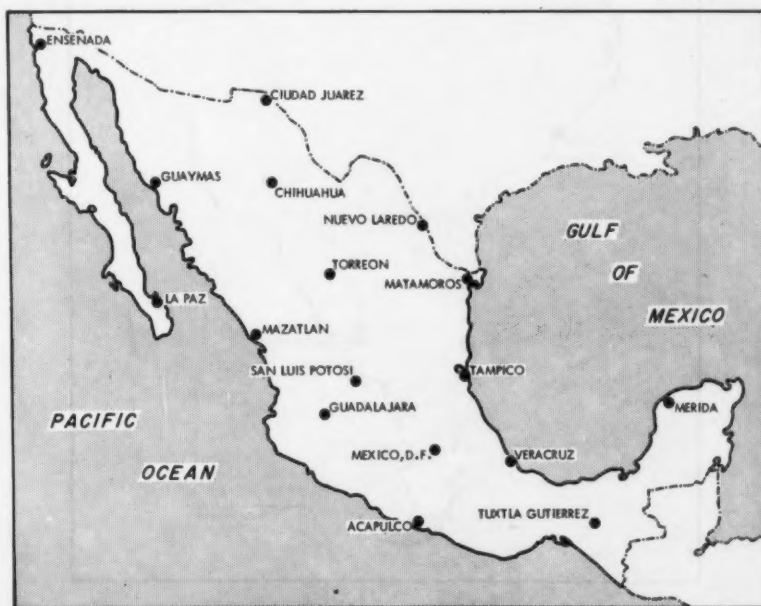 ENSEÑADA
CIUDAD JUAREZ
GUAYMAS
CHIHUAHUA
NUEVO LAREDO
GULF
OF
MEXICO
TORREON
MATAMOROS
LA PAZ
MAZATLAN
SAN LUIS POTOSI
TAMPICO
MERIDA
GUADALAJARA
PACIFIC
OCEAN
MEXICO, D.F.
VERACRUZ
ACAPULCO
TUXTLA GUTIERREZ